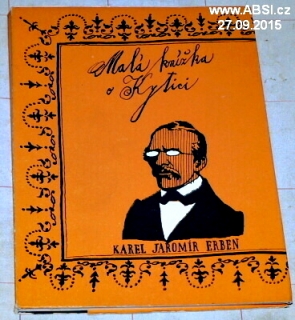 www.ABSI.cz
27.09.2015
Malá knížka
o Kytici
KAREL JAROMÍR ERBEN